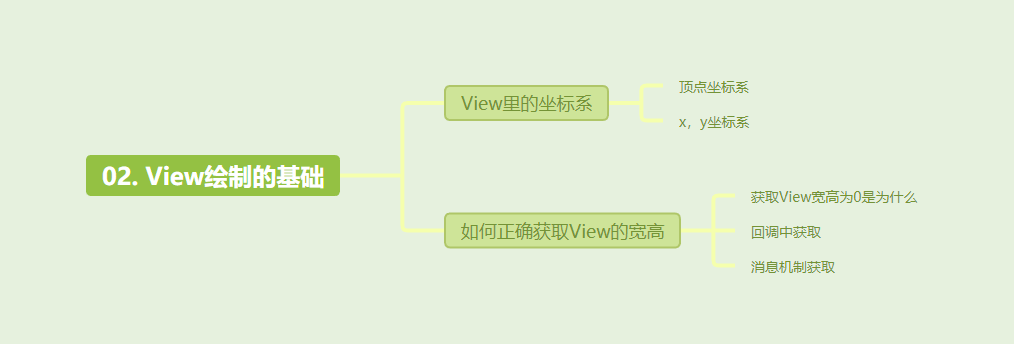 02. View绘制的基础
View里的坐标系
顶点坐标系
x，y坐标系
如何正确获取View的宽高
获取View宽高为0是为什么
回调中获取
消息机制获取